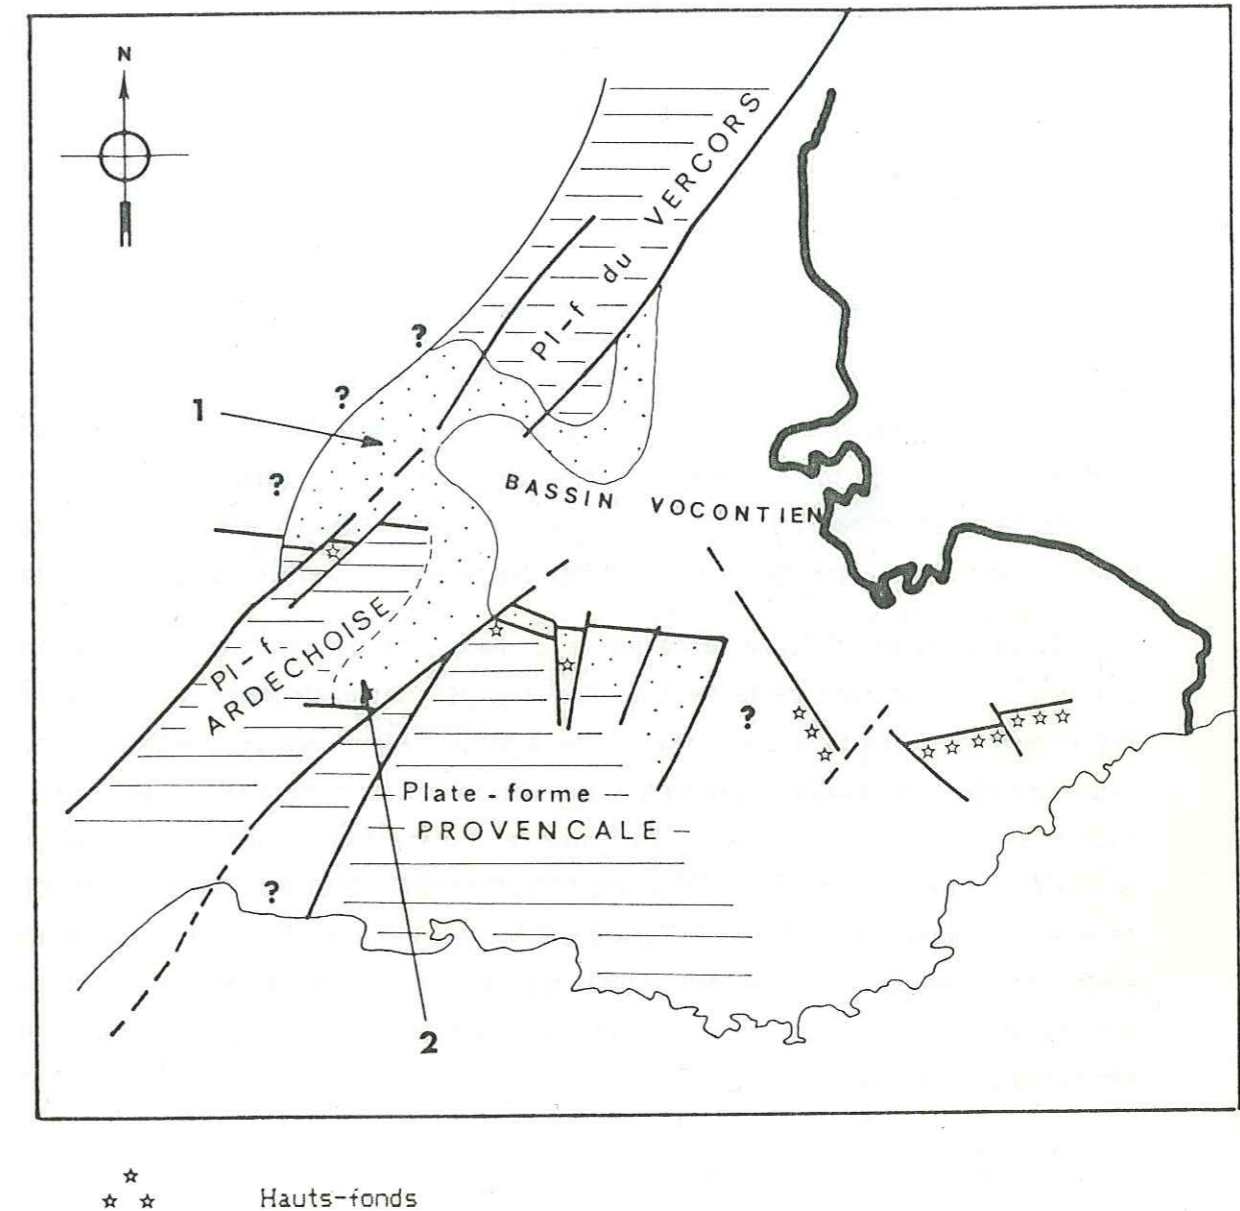 N
VERCORS
Pl-f du
?
?
1
?
BASSIN VOCONTIEN
Pl-f
ARDECHOISE
?
Plate-forme
PROVENCALE
?
2
Hauts-fonds